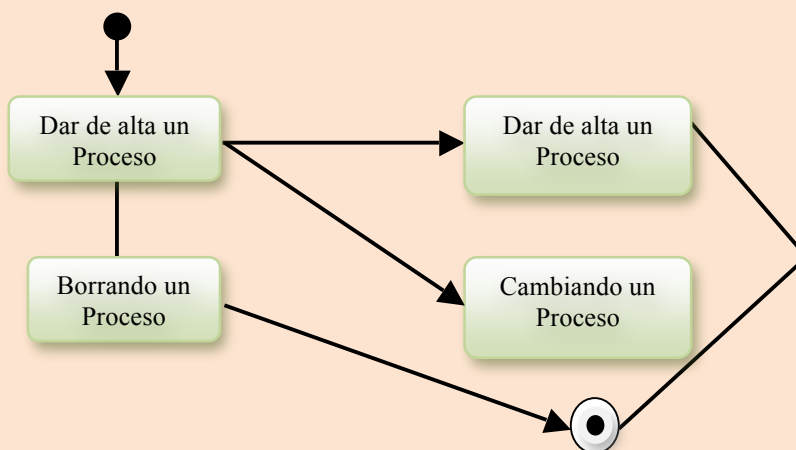 Dar de alta un
Proceso
Dar de alta un
Proceso
Borrando un
Proceso
Cambiando un
Proceso